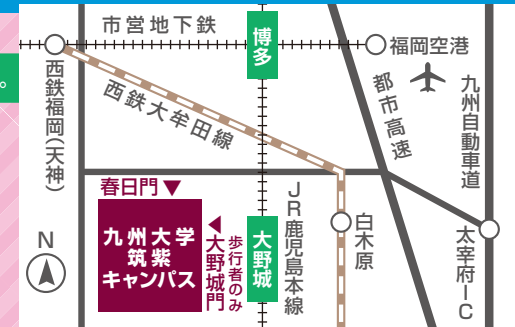 市営地下鉄
博多
福岡空港
西鉄福岡(天神)
西鉄大牟田線
都市高速
九州自動車道
。
春日門▼
九州大学
筑紫
キャンパス
◀大野城門
歩行者のみ
大野城
JR鹿児島本線
白木原
太宰府IC
N